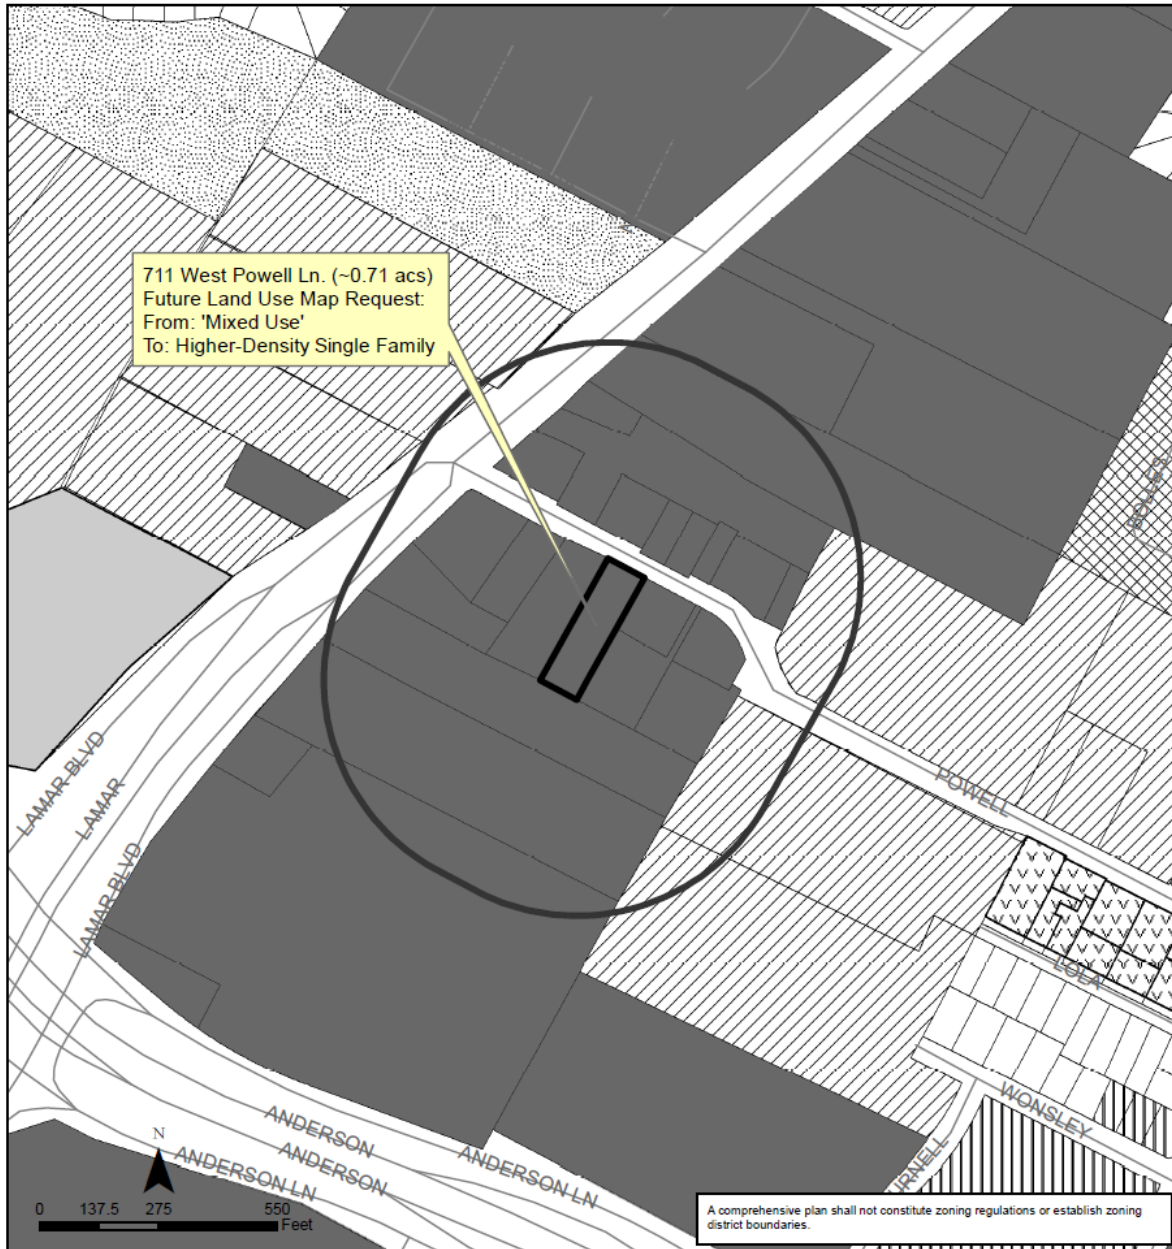 711 West Powell Ln. (~0.71 acs)
Future Land Use Map Request:
From: 'Mixed Use'
To: Higher-Density Single Family
BOLLES
LAMAR BLVD
LAMAR
LAMAR BLVD
POWELL
LOLA
WONSLEY
URNELL
ANDERSON
ANDERSON
ANDERSON LN
ANDERSON LN
N
0 137.5 275 550
Feet
A comprehensive plan shall not constitute zoning regulations or establish zoning
district boundaries.